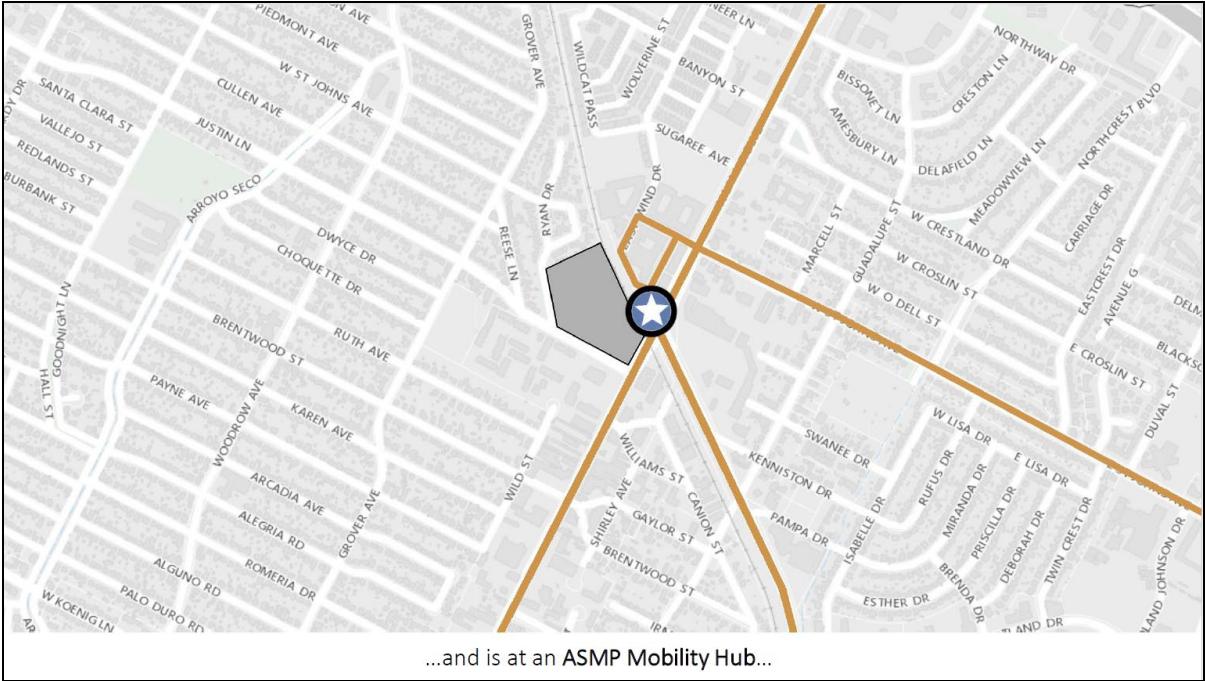 PIEDMONT AVE
W ST JOHNS AVE
CULLEN AVE
JUSTIN LN
SANTA CLARA ST
VALLEJO ST
REDLANDS ST
BURBANK ST
ARROYO SECO
GROVER AVE
WILDCAT PASS
WOLVERINE ST
BANYON ST
SUGAREE AVE
NORTHWAY DR
BISSONET LN
CRESTON LN
AMESBURY LN
DELAFIELD LN
NORTHCREST BLVD
MEADOWVIEW LN
CARRIAGE DR
EASTCREST DR
AVENUE G
MARCELL ST
GUADALUPE ST
W CRESTLAND DR
W CROSLIN ST
W O DELL ST
E CROSLIN ST
DUVAL ST
RYAN DR
REESE LN
DWYCE DR
CHOQUETTE DR
RUTH AVE
GOODNIGHT LN
HALL ST
BRENTWOOD ST
PAYNE AVE
WOODROW AVE
KAREN AVE
ARCADIA AVE
ALEGRIA RD
ROMERIA DR
GROVER AVE
ALGUNO RD
PALO DURO RD
W KOENIG LN
WILD ST
WILLIAMS ST
CANION ST
SHIRLEY AVE
GAYLOR ST
BRENTWOOD ST
SWANEE DR
KENNISTON DR
PAMPA DR
ISABELLE DR
W LISA DR
E LISA DR
RUFUS DR
MIRANDA DR
PRISCILLA DR
DEBORAH DR
TWIN CREST DR
BRENDA DR
ESTHER DR
...and is at an ASMP Mobility Hub...